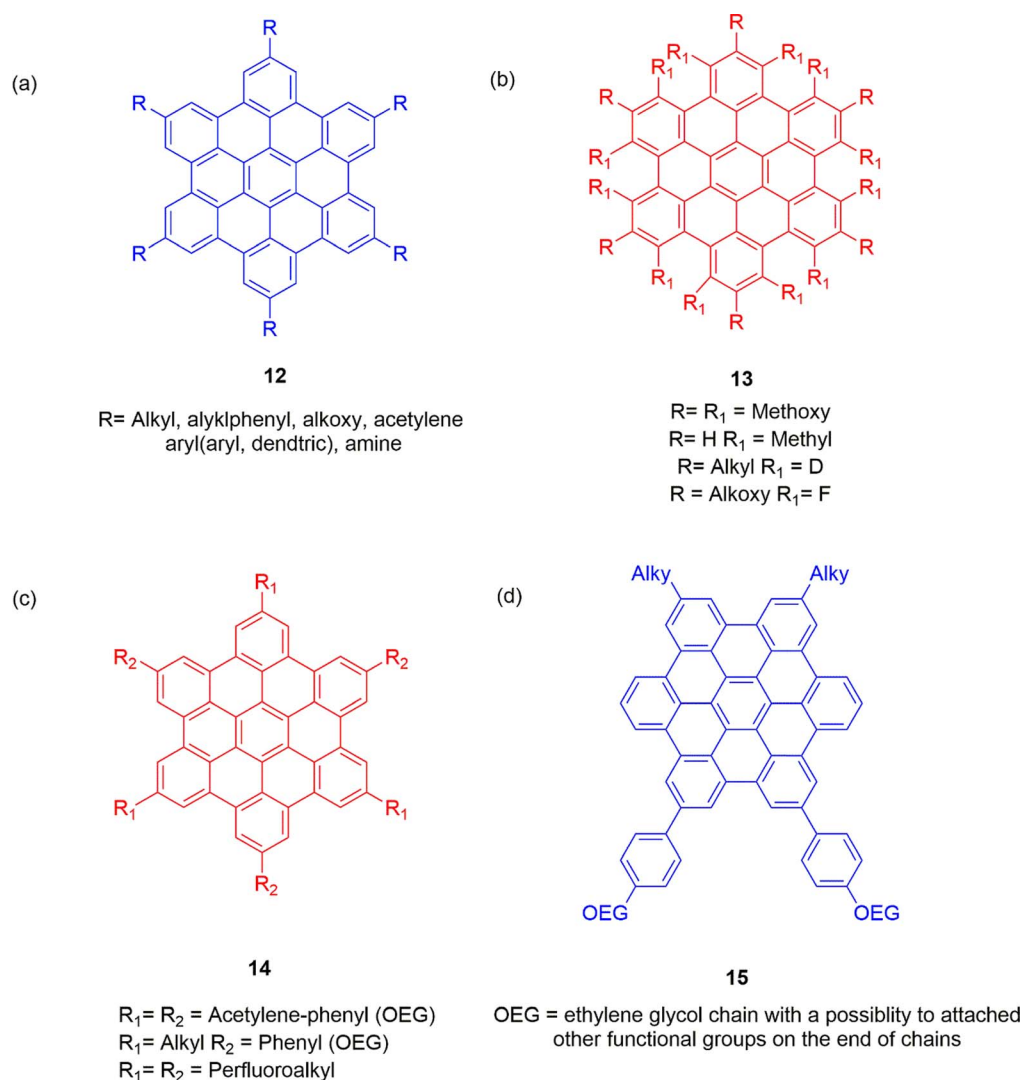 (a)
R
R
R
R
R
R
12
R= Alkyl, alyklphenyl, alkoxy, acetylene
aryl(aryl, dendtric), amine
(b)
R
R1
R1
R1
R1
R
R
R1
R1
R1
R1
R
R
R1
R1
R1
R1
R
13
R= R1 = Methoxy
R= H R1 = Methyl
R= Alkyl R1 = D
R = Alkoxy R1= F
(c)
R1
R2
R2
R1
R1
R2
14
R1= R2 = Acetylene-phenyl (OEG)
R1= Alkyl R2 = Phenyl (OEG)
R1= R2 = Perfluoroalkyl
(d)
Alky
Alky
OEG
OEG
15
OEG = ethylene glycol chain with a possiblity to attached
other functional groups on the end of chains